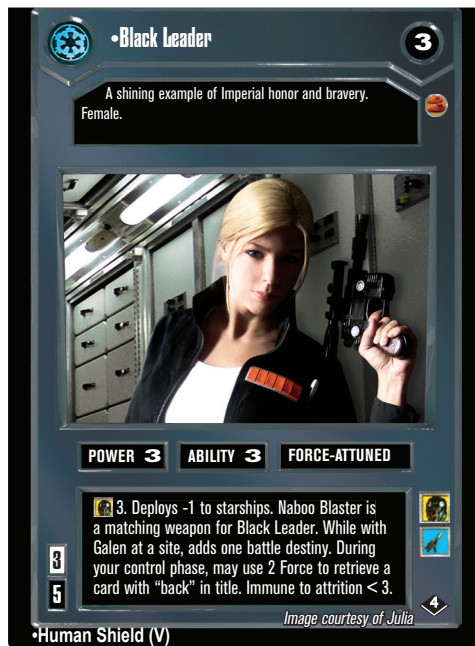 •Black Leader
3
A shining example of Imperial honor and bravery.
Female.
POWER 3 ABILITY 3 FORCE-ATTUNED
3. Deploys -1 to starships. Naboo Blaster is
a matching weapon for Black Leader. While with
Galen at a site, adds one battle destiny. During
your control phase, may use 2 Force to retrieve a
card with “back” in title. Immune to attrition < 3.
3
5
4
Image courtesy of Julia
•Human Shield (V)